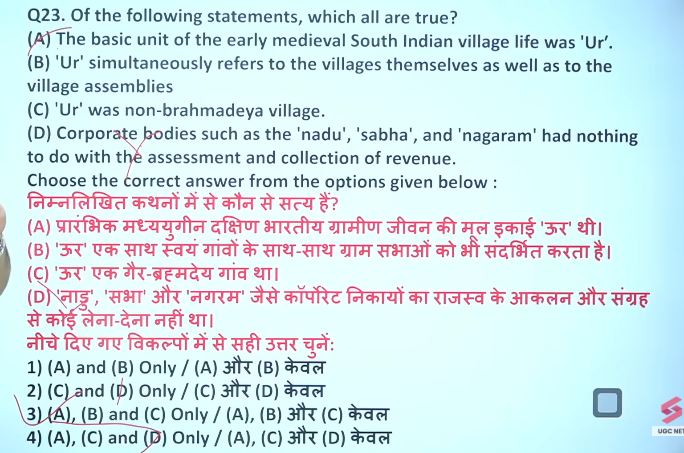 Q23. Of the following statements, which all are true?
(A) The basic unit of the early medieval South Indian village life was 'Ur'.
(B) 'Ur' simultaneously refers to the villages themselves as well as to the
village assemblies
(C) 'Ur' was non-brahmadeya village.
(D) Corporate bodies such as the 'nadu', 'sabha', and 'nagaram' had nothing
to do with the assessment and collection of revenue.
Choose the correct answer from the options given below :
निम्नलिखित कथनों में से कौन से सत्य हैं?
(A) प्रारंभिक मध्ययुगीन दक्षिण भारतीय ग्रामीण जीवन की मूल इकाई 'ऊर' थी।
(B) 'ऊर' एक साथ स्वयं गांवों के साथ-साथ ग्राम सभाओं को भी संदर्भित करता है।
(C) 'ऊर' एक गैर-ब्रह्मदेय गांव था।
(D) 'नाडु', 'सभा' और 'नगरम' जैसे कॉर्पोरेट निकायों का राजस्व के आकलन और संग्रह
से कोई लेना-देना नहीं था।
नीचे दिए गए विकल्पों में से सही उत्तर चुनें:
1) (A) and (B) Only / (A) और (B) केवल
2) (C) and (D) Only / (C) और (D) केवल
3) (A), (B) and (C) Only / (A), (B) और (C) केवल
4) (A), (C) and (D) Only / (A), (C) और (D) केवल
UGC NET